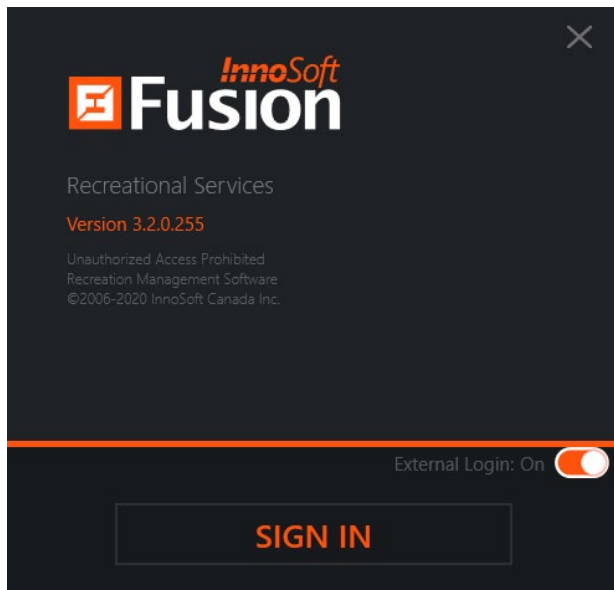 InnoSoft
Fusion
Recreational Services
Version 3.2.0.255
Unauthorized Access Prohibited
Recreation Management Software
©2006-2020 InnoSoft Canada Inc.
External Login: On
SIGN IN